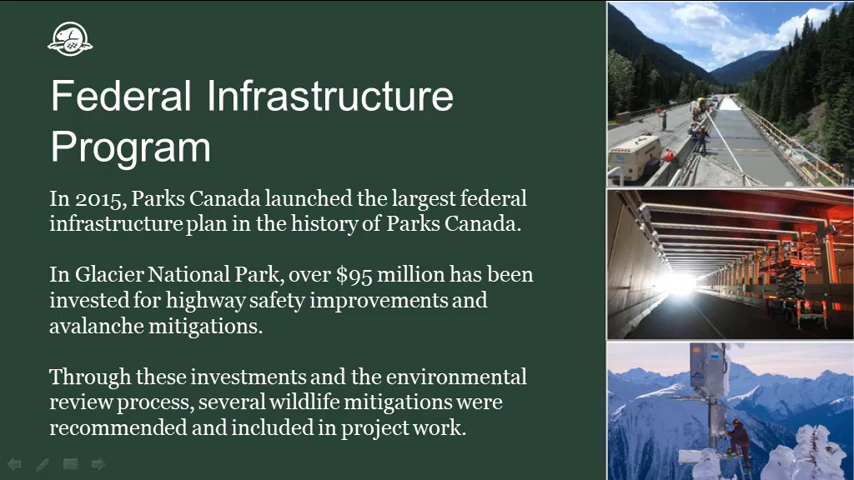 Federal Infrastructure
Program
In 2015, Parks Canada launched the largest federal
infrastructure plan in the history of Parks Canada.
In Glacier National Park, over $95 million has been
invested for highway safety improvements and
avalanche mitigations.
Through these investments and the environmental
review process, several wildlife mitigations were
recommended and included in project work.